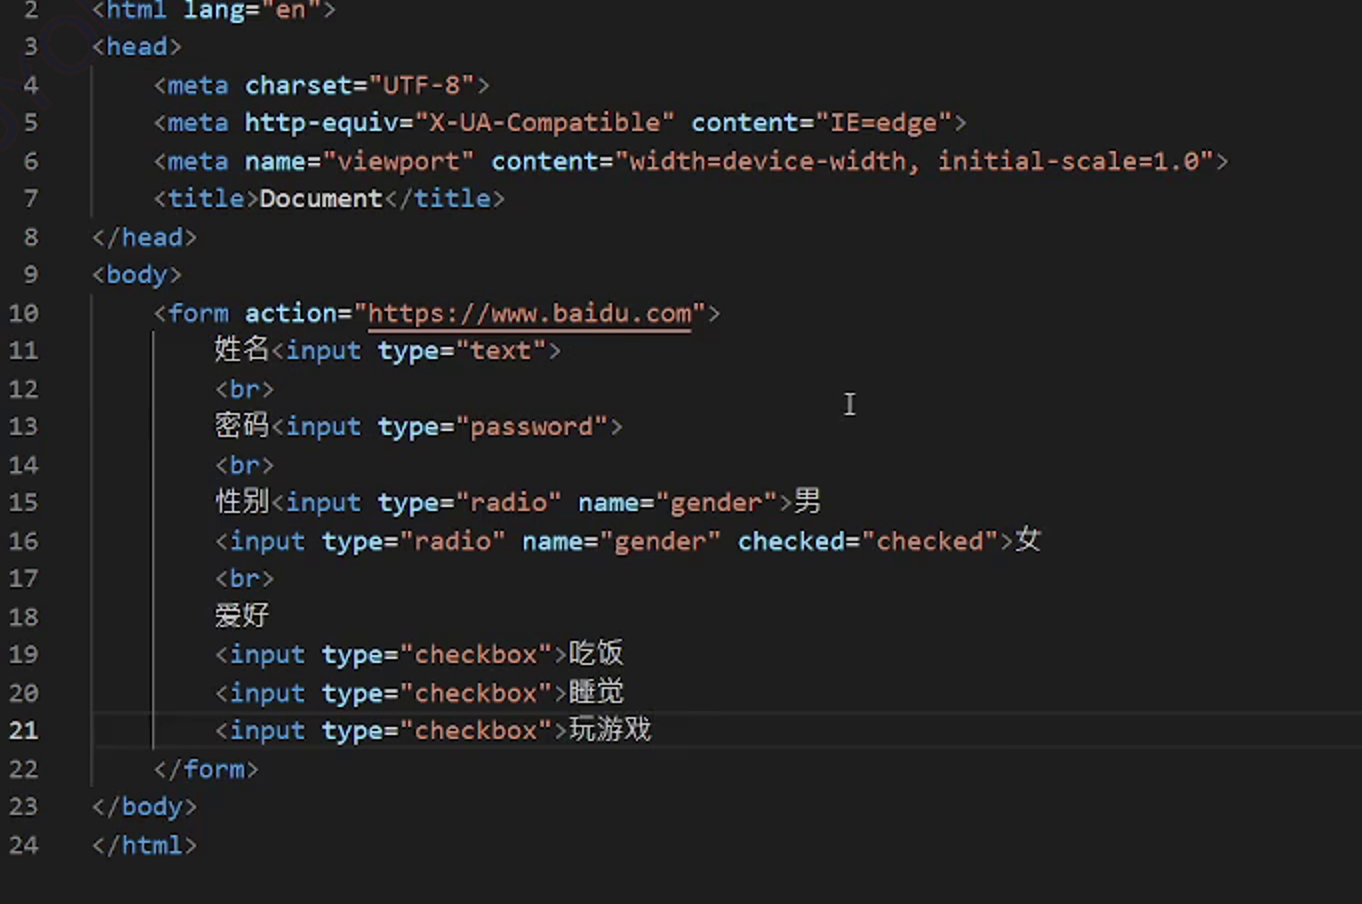 2 <html lang="en">
3 <head>
4 <meta charset="UTF-8">
5 <meta http-equiv="X-UA-Compatible" content="IE=edge">
6 <meta name="viewport" content="width=device-width, initial-scale=1.0">
7 <title>Document</title>
8 </head>
9 <body>
10 <form action="https://www.baidu.com">
11 姓名<input type="text">
12 <br>
13 密码<input type="password">
14 <br>
15 性别<input type="radio" name="gender">男
16 <input type="radio" name="gender" checked="checked">女
17 <br>
18 爱好
19 <input type="checkbox">吃饭
20 <input type="checkbox">睡觉
21 <input type="checkbox">玩游戏
22 </form>
23 </body>
24 </html>